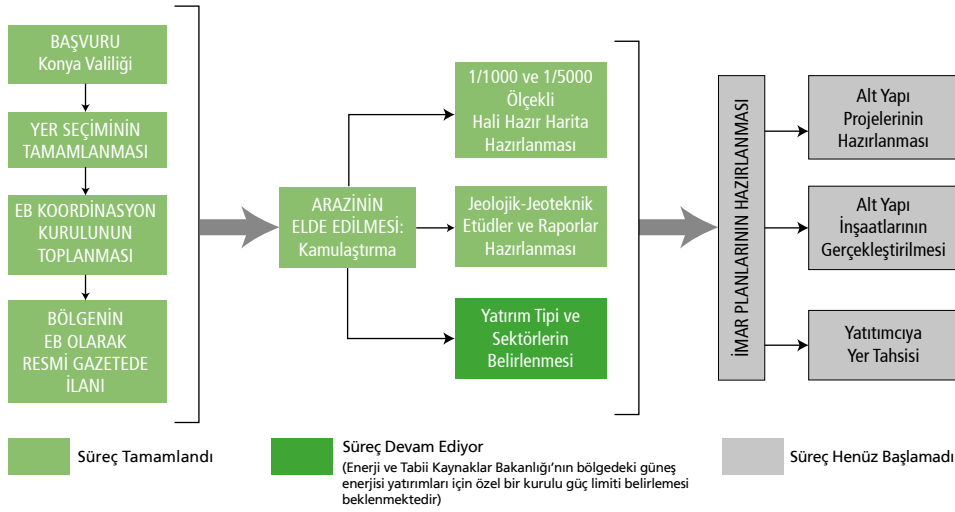 BAŞVURU
Konya Valiliği
YER SEÇİMİNİN
TAMAMLANMASI
EB KOORDİNASYON
KURULUNUN
TOPLANMASI
BÖLGENİN
EB OLARAK
RESMİ GAZETEDE
İLANI
ARAZİNİN
ELDE EDİLMESİ:
Kamulaştırma
1/1000 ve 1/5000
Ölçekli
Hali Hazır Harita
Hazırlanması
Jeolojik-Jeoteknik
Etüdler ve Raporlar
Hazırlanması
Yatırım Tipi ve
Sektörlerin
Belirlenmesi
İMAR PLANLARININ HAZIRLANMASI
Alt Yapı
Projelerinin
Hazırlanması
Alt Yapı
İnşaatlarının
Gerçekleştirilmesi
Yatıtımcıya
Yer Tahsisi
Süreç Tamamlandı
Süreç Devam Ediyor
(Enerji ve Tabii Kaynaklar Bakanlığı'nın bölgedeki güneş
enerjisi yatırımları için özel bir kurulu güç limiti belirlemesi
beklenmektedir)
Süreç Henüz Başlamadı